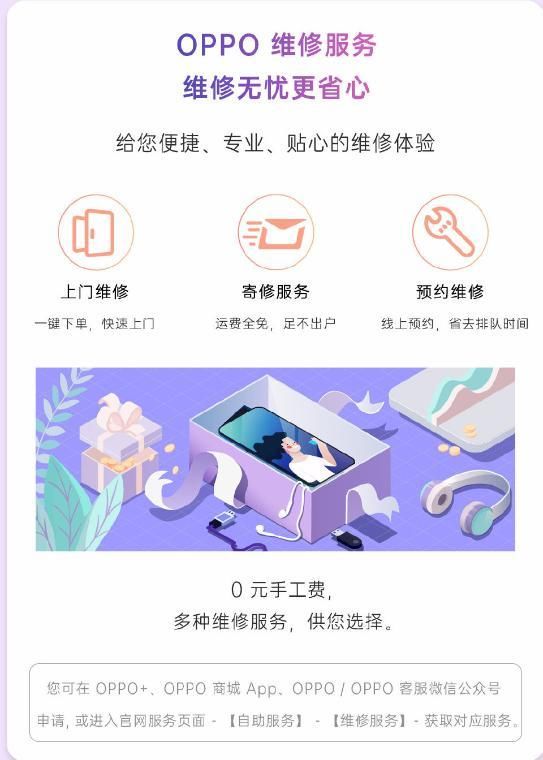 OPPO 维修服务
维修无忧更省心
给您便捷、专业、贴心的维修体验
上门维修
寄修服务
预约维修
一键下单，快速上门
运费全免，足不出户
线上预约，省去排队时间
0 元手工费，
多种维修服务，供您选择。
您可在 OPPO+、OPPO 商城 App、OPPO / OPPO 客服微信公众号
申请, 或进入官网服务页面 - 【自助服务】 - 【维修服务】- 获取对应服务。